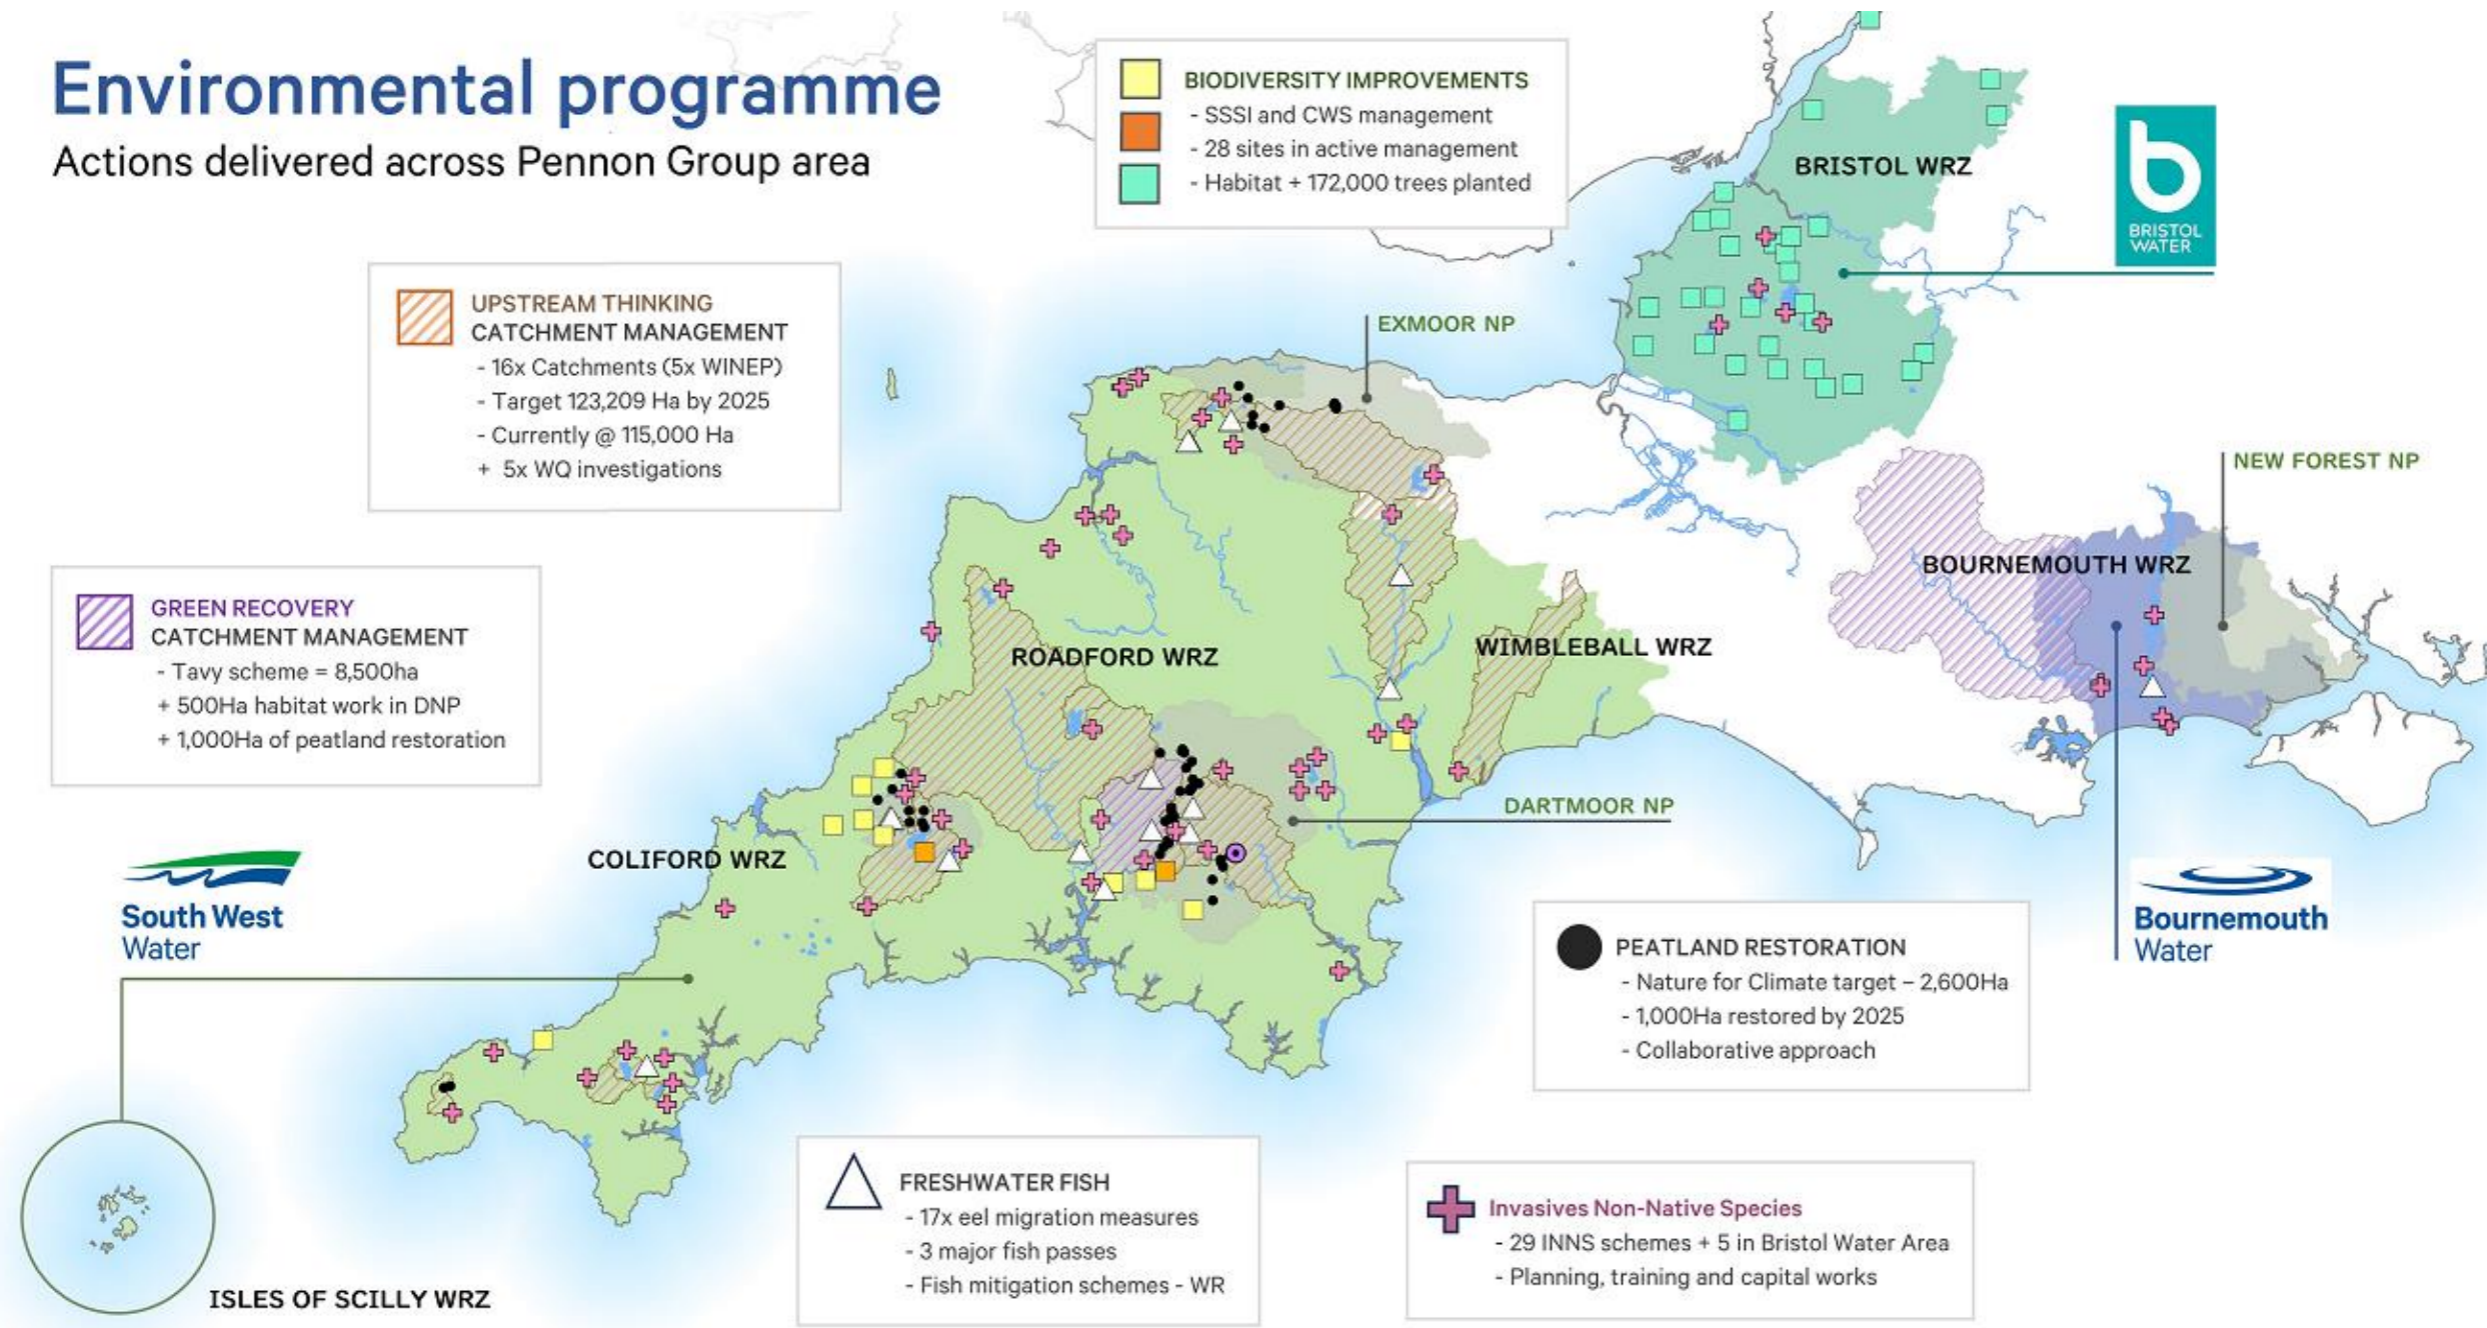 Environmental programme
Actions delivered across Pennon Group area
BIODIVERSITY IMPROVEMENTS
- SSSI and CWS management
- 28 sites in active management
- Habitat + 172,000 trees planted
BRISTOL WRZ
b
BRISTOL
WATER
UPSTREAM THINKING
CATCHMENT MANAGEMENT
- 16x Catchments (5x WINEP)
- Target 123,209 Ha by 2025
- Currently @ 115,000 Ha
+ 5x WQ investigations
EXMOOR NP
NEW FOREST NP
BOURNEMOUTH WRZ
GREEN RECOVERY
CATCHMENT MANAGEMENT
- Tavy scheme = 8,500ha
+ 500Ha habitat work in DNP
+ 1,000Ha of peatland restoration
ROADFORD WRZ
WIMBLEBALL WRZ
DARTMOOR NP
COLIFORD WRZ
South West
Water
Bournemouth
Water
PEATLAND RESTORATION
- Nature for Climate target – 2,600Ha
- 1,000Ha restored by 2025
- Collaborative approach
FRESHWATER FISH
- 17x eel migration measures
- 3 major fish passes
- Fish mitigation schemes - WR
Invasives Non-Native Species
- 29 INNS schemes + 5 in Bristol Water Area
- Planning, training and capital works
ISLES OF SCILLY WRZ